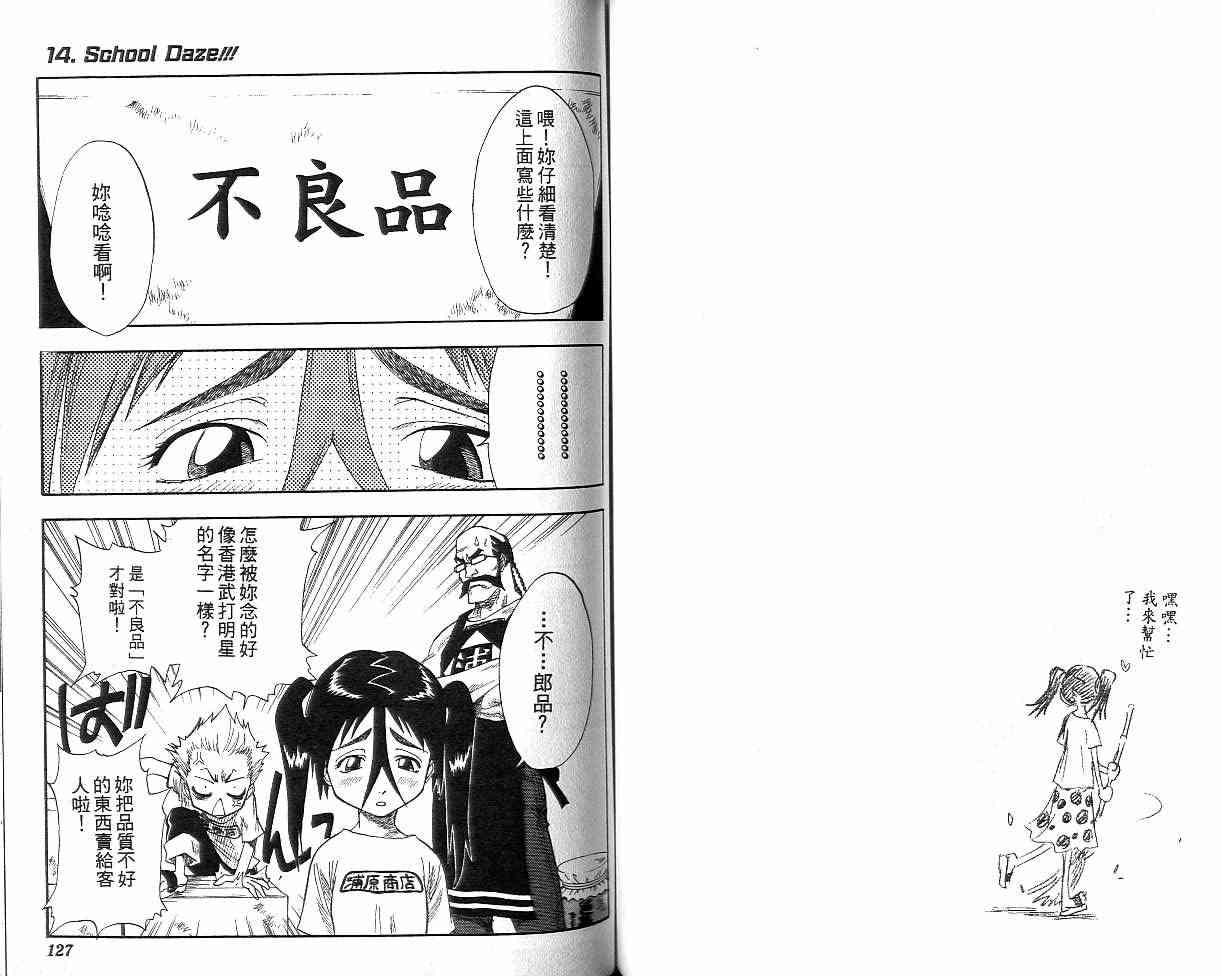 嘿嘿…
我來幫忙
了…
14. School Daze!!!
喂！妳仔細看清楚！
這上面寫些什麼？
不良品
妳唸唸看啊！
…不…郎品？
怎麼被妳念的好
像香港武打明星
的名字一樣？
是「不良品」
才對啦！
妳把品質不好
的東西賣給客
人啦！
浦原商店
127